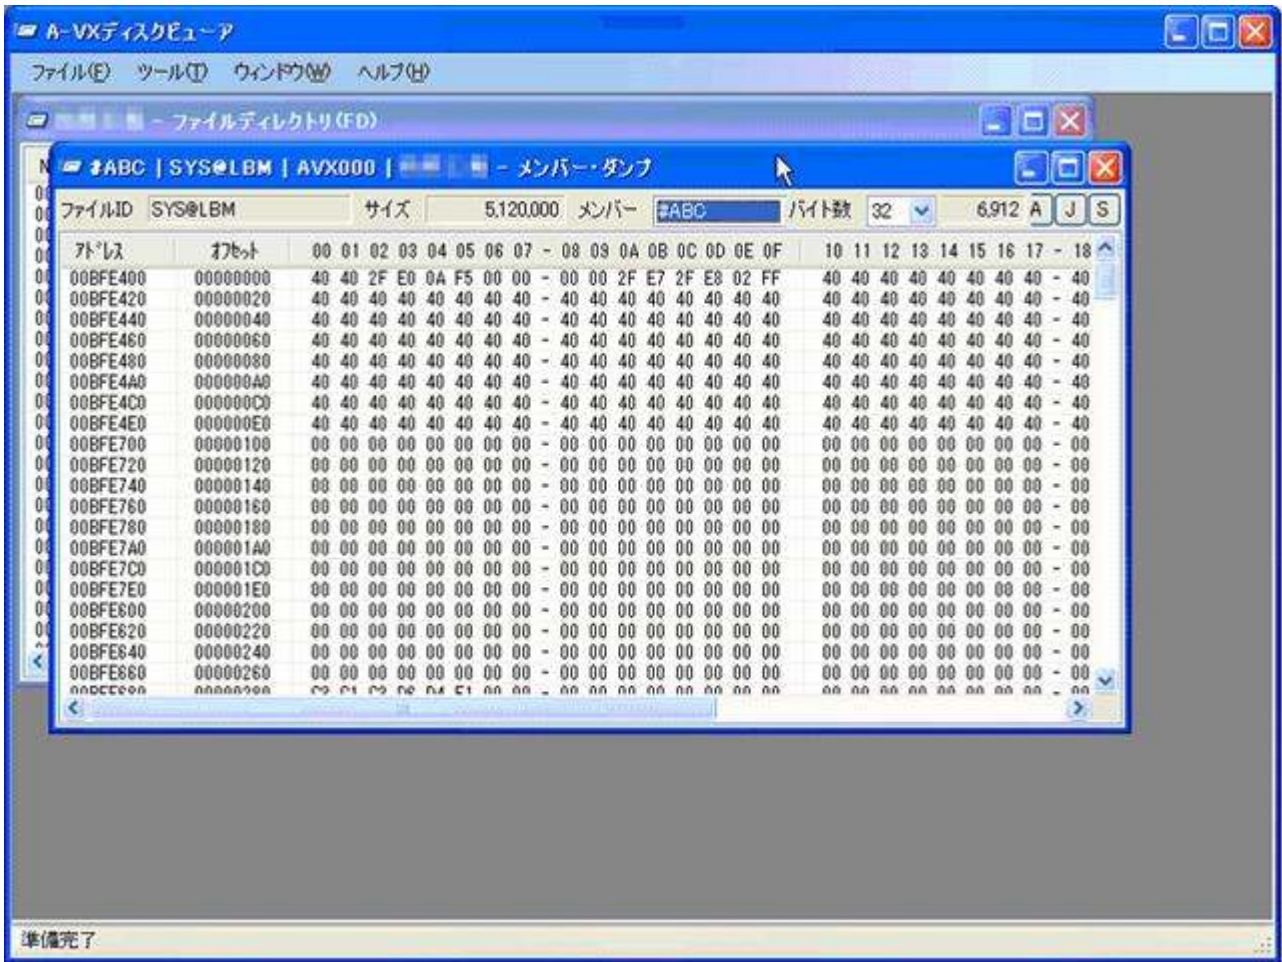 A-VXディスクビューア
ファイル(F) ツール(T) ウィンドウ(W) ヘルプ(H)
- ファイルディレクトリ(FD)
#ABC | SYS@LBM | AVX000 | - メンバー・ダンプ
ファイルID SYS@LBM サイズ 5,120,000 メンバー #ABC バイト数 32 6,912 A J S
アドレス オフセット 00 01 02 03 04 05 06 07 - 08 09 0A 0B 0C 0D 0E 0F 10 11 12 13 14 15 16 17 - 18
00BFE400 00000000 40 40 2F E0 0A F5 00 00 - 00 00 2F E7 2F E8 02 FF 40 40 40 40 40 40 40 40 - 40
00BFE420 00000020 40 40 40 40 40 40 40 40 - 40 40 40 40 40 40 40 40 40 40 40 40 40 40 40 40 - 40
00BFE440 00000040 40 40 40 40 40 40 40 40 - 40 40 40 40 40 40 40 40 40 40 40 40 40 40 40 40 - 40
00BFE460 00000060 40 40 40 40 40 40 40 40 - 40 40 40 40 40 40 40 40 40 40 40 40 40 40 40 40 - 40
00BFE480 00000080 40 40 40 40 40 40 40 40 - 40 40 40 40 40 40 40 40 40 40 40 40 40 40 40 40 - 40
00BFE4A0 000000A0 40 40 40 40 40 40 40 40 - 40 40 40 40 40 40 40 40 40 40 40 40 40 40 40 40 - 40
00BFE4C0 000000C0 40 40 40 40 40 40 40 40 - 40 40 40 40 40 40 40 40 40 40 40 40 40 40 40 40 - 40
00BFE4E0 000000E0 40 40 40 40 40 40 40 40 - 40 40 40 40 40 40 40 40 40 40 40 40 40 40 40 40 - 40
00BFE700 00000100 00 00 00 00 00 00 00 00 - 00 00 00 00 00 00 00 00 00 00 00 00 00 00 00 00 - 00
00BFE720 00000120 00 00 00 00 00 00 00 00 - 00 00 00 00 00 00 00 00 00 00 00 00 00 00 00 00 - 00
00BFE740 00000140 00 00 00 00 00 00 00 00 - 00 00 00 00 00 00 00 00 00 00 00 00 00 00 00 00 - 00
00BFE760 00000160 00 00 00 00 00 00 00 00 - 00 00 00 00 00 00 00 00 00 00 00 00 00 00 00 00 - 00
00BFE780 00000180 00 00 00 00 00 00 00 00 - 00 00 00 00 00 00 00 00 00 00 00 00 00 00 00 00 - 00
00BFE7A0 000001A0 00 00 00 00 00 00 00 00 - 00 00 00 00 00 00 00 00 00 00 00 00 00 00 00 00 - 00
00BFE7C0 000001C0 00 00 00 00 00 00 00 00 - 00 00 00 00 00 00 00 00 00 00 00 00 00 00 00 00 - 00
00BFE7E0 000001E0 00 00 00 00 00 00 00 00 - 00 00 00 00 00 00 00 00 00 00 00 00 00 00 00 00 - 00
00BFE600 00000200 00 00 00 00 00 00 00 00 - 00 00 00 00 00 00 00 00 00 00 00 00 00 00 00 00 - 00
00BFE620 00000220 00 00 00 00 00 00 00 00 - 00 00 00 00 00 00 00 00 00 00 00 00 00 00 00 00 - 00
00BFE640 00000240 00 00 00 00 00 00 00 00 - 00 00 00 00 00 00 00 00 00 00 00 00 00 00 00 00 - 00
00BFE660 00000260 00 00 00 00 00 00 00 00 - 00 00 00 00 00 00 00 00 00 00 00 00 00 00 00 00 - 00
準備完了